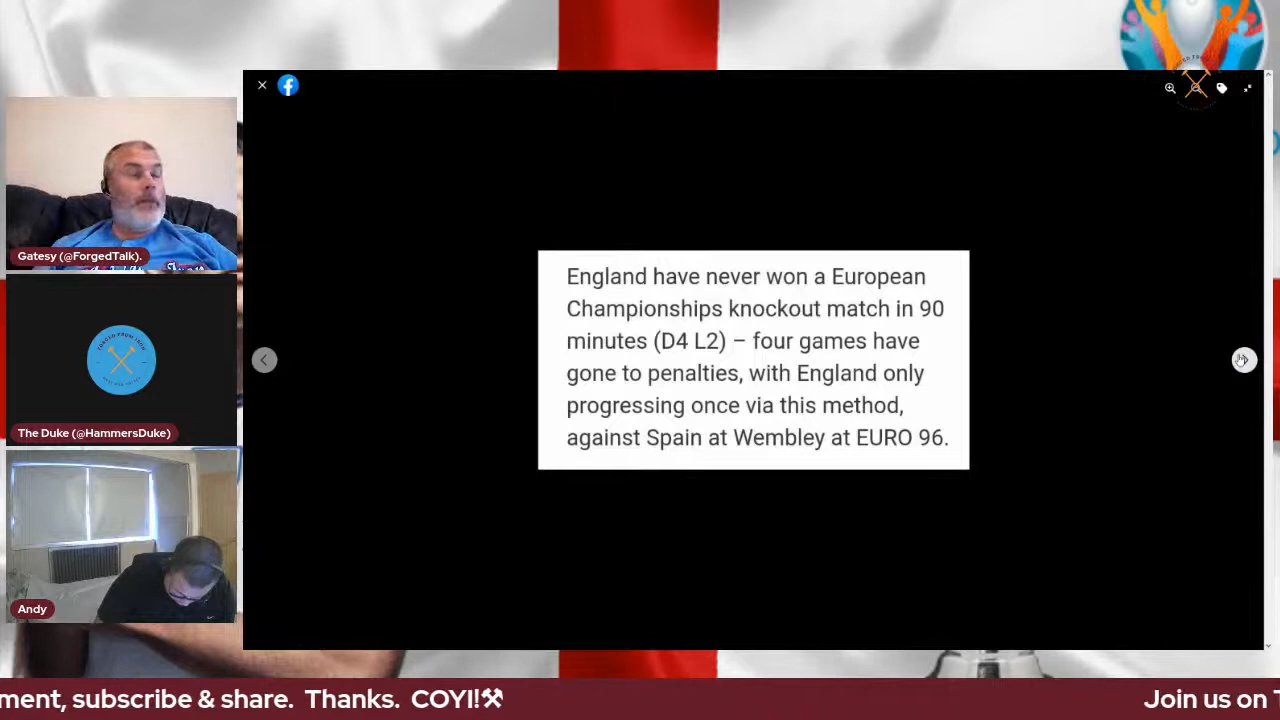 Gatesy (@ForgedTalk).
The Duke (@HammersDuke)
Andy
England have never won a European
Championships knockout match in 90
minutes (D4 L2) – four games have
gone to penalties, with England only
progressing once via this method,
against Spain at Wembley at EURO 96.
ment, subscribe & share. Thanks. COYI!⚒
Join us on T